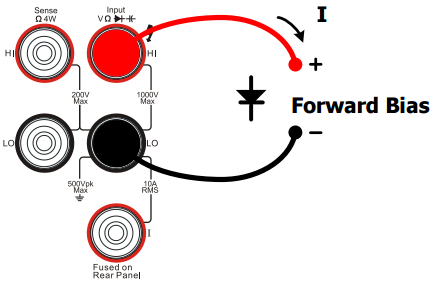 Sense
Ω 4W
Input
VΩ
I
HI
HI
+
200V
Max
1000V
Max
Forward Bias
LO
LO
−
500Vpk
Max
10A
RMS
I
Fused on
Rear Panel